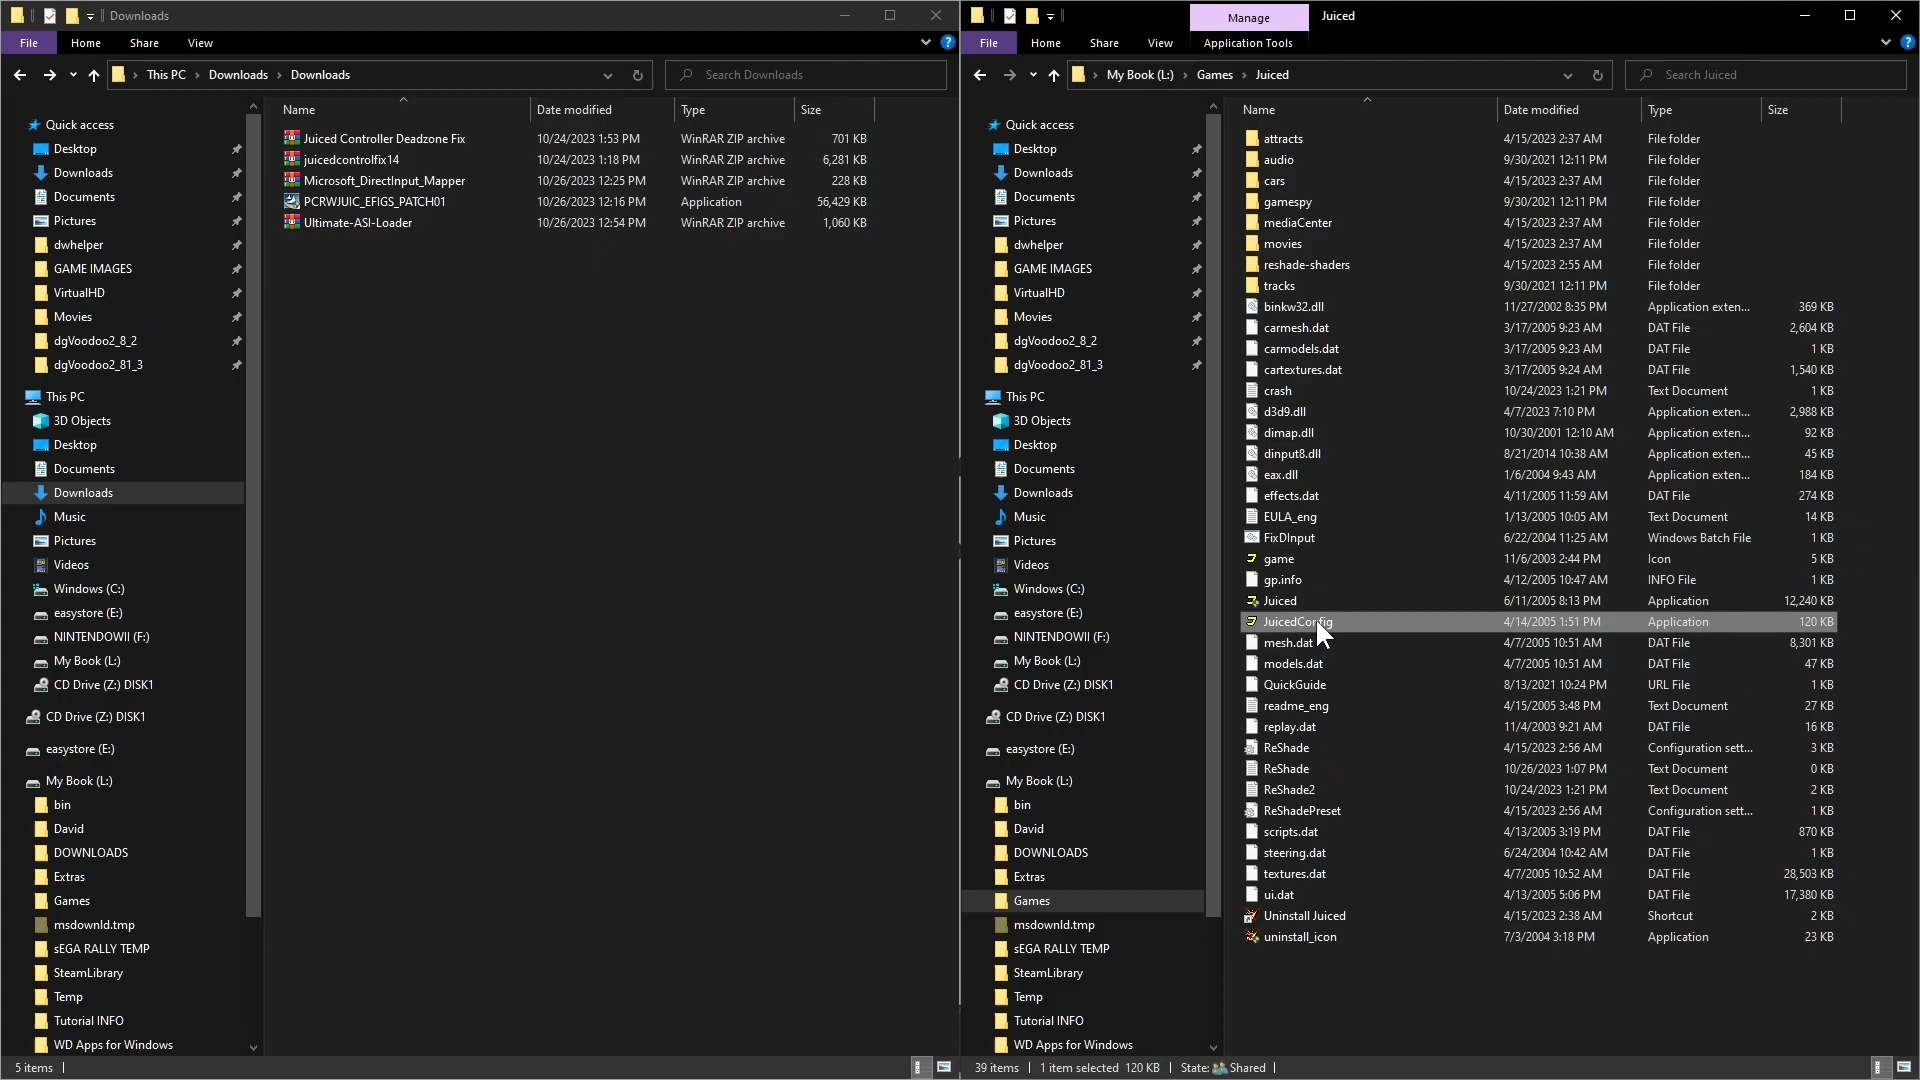 Downloads
File
Home
Share
View
This PC
Downloads
Downloads
Search Downloads
Quick access
Desktop
Downloads
Documents
Pictures
dwhelper
GAME IMAGES
VirtualHD
Movies
dgVoodoo2_8_2
dgVoodoo2_81_3
This PC
3D Objects
Desktop
Documents
Downloads
Music
Pictures
Videos
Windows (C:)
easystore (E:)
NINTENDOWII (F:)
My Book (L:)
CD Drive (Z:) DISK1
CD Drive (Z:) DISK1
easystore (E:)
My Book (L:)
bin
David
DOWNLOADS
Extras
Games
msdownld.tmp
sEGA RALLY TEMP
SteamLibrary
Temp
Tutorial INFO
WD Apps for Windows
Name Date modified Type Size
Juiced Controller Deadzone Fix 10/24/2023 1:53 PM WinRAR ZIP archive 701 KB
juicedcontrolfix14 10/24/2023 1:18 PM WinRAR ZIP archive 6,281 KB
Microsoft_DirectInput_Mapper 10/26/2023 12:25 PM WinRAR ZIP archive 228 KB
PCRWJUIC_EFIGS_PATCH01 10/26/2023 12:16 PM Application 56,429 KB
Ultimate-ASI-Loader 10/26/2023 12:54 PM WinRAR ZIP archive 1,060 KB
5 items
Manage
Juiced
File
Home
Share
View
Application Tools
My Book (L:)
Games
Juiced
Search Juiced
Quick access
Desktop
Downloads
Documents
Pictures
dwhelper
GAME IMAGES
VirtualHD
Movies
dgVoodoo2_8_2
dgVoodoo2_81_3
This PC
3D Objects
Desktop
Documents
Downloads
Music
Pictures
Videos
Windows (C:)
easystore (E:)
NINTENDOWII (F:)
My Book (L:)
CD Drive (Z:) DISK1
CD Drive (Z:) DISK1
easystore (E:)
My Book (L:)
bin
David
DOWNLOADS
Extras
Games
msdownld.tmp
sEGA RALLY TEMP
SteamLibrary
Temp
Tutorial INFO
WD Apps for Windows
Name Date modified Type Size
attracts 4/15/2023 2:37 AM File folder
audio 9/30/2021 12:11 PM File folder
cars 4/15/2023 2:37 AM File folder
gamespy 9/30/2021 12:11 PM File folder
mediaCenter 4/15/2023 2:37 AM File folder
movies 4/15/2023 2:37 AM File folder
reshade-shaders 4/15/2023 2:55 AM File folder
tracks 9/30/2021 12:11 PM File folder
binkw32.dll 11/27/2002 8:35 PM Application exten... 369 KB
carmesh.dat 3/17/2005 9:23 AM DAT File 2,604 KB
carmodels.dat 3/17/2005 9:23 AM DAT File 1 KB
cartextures.dat 3/17/2005 9:24 AM DAT File 1,540 KB
crash 10/24/2023 1:21 PM Text Document 1 KB
d3d9.dll 4/7/2023 7:10 PM Application exten... 2,988 KB
dimap.dll 10/30/2001 12:10 AM Application exten... 92 KB
dinput8.dll 8/21/2014 10:38 AM Application exten... 45 KB
eax.dll 1/6/2004 9:43 AM Application exten... 184 KB
effects.dat 4/11/2005 11:59 AM DAT File 274 KB
EULA_eng 1/13/2005 10:05 AM Text Document 14 KB
FixDInput 6/22/2004 11:25 AM Windows Batch File 1 KB
game 11/6/2003 2:44 PM Icon 5 KB
gp.info 4/12/2005 10:47 AM INFO File 1 KB
Juiced 6/11/2005 8:13 PM Application 12,240 KB
JuicedConfig 4/14/2005 1:51 PM Application 120 KB
mesh.dat 4/7/2005 10:51 AM DAT File 8,301 KB
models.dat 4/7/2005 10:51 AM DAT File 47 KB
QuickGuide 8/13/2021 10:24 PM URL File 1 KB
readme_eng 4/15/2005 3:48 PM Text Document 27 KB
replay.dat 11/4/2003 9:21 AM DAT File 16 KB
ReShade 4/15/2023 2:56 AM Configuration sett... 3 KB
ReShade 10/26/2023 1:07 PM Text Document 0 KB
ReShade2 10/24/2023 1:21 PM Text Document 2 KB
ReShadePreset 4/15/2023 2:56 AM Configuration sett... 1 KB
scripts.dat 4/13/2005 3:19 PM DAT File 870 KB
steering.dat 6/24/2004 10:42 AM DAT File 1 KB
textures.dat 4/7/2005 10:52 AM DAT File 28,503 KB
ui.dat 4/13/2005 5:06 PM DAT File 17,380 KB
Uninstall Juiced 4/15/2023 2:38 AM Shortcut 2 KB
uninstall_icon 7/3/2004 3:18 PM Application 23 KB
39 items 1 item selected 120 KB State: Shared